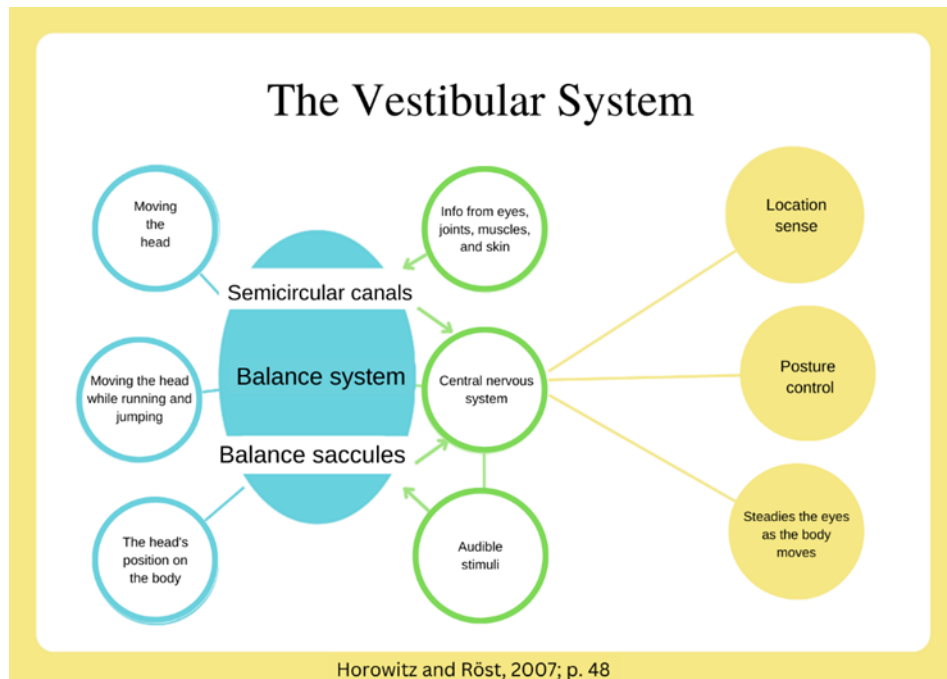 The Vestibular System
Moving
the
head
Info from eyes,
joints, muscles,
and skin
Location
sense
Semicircular canals
Balance system
Moving the head
while running and
jumping
Central nervous
system
Posture
control
Balance saccules
The head's
position on
the body
Audible
stimuli
Steadies the eyes
as the body
moves
Horowitz and Röst, 2007; p. 48